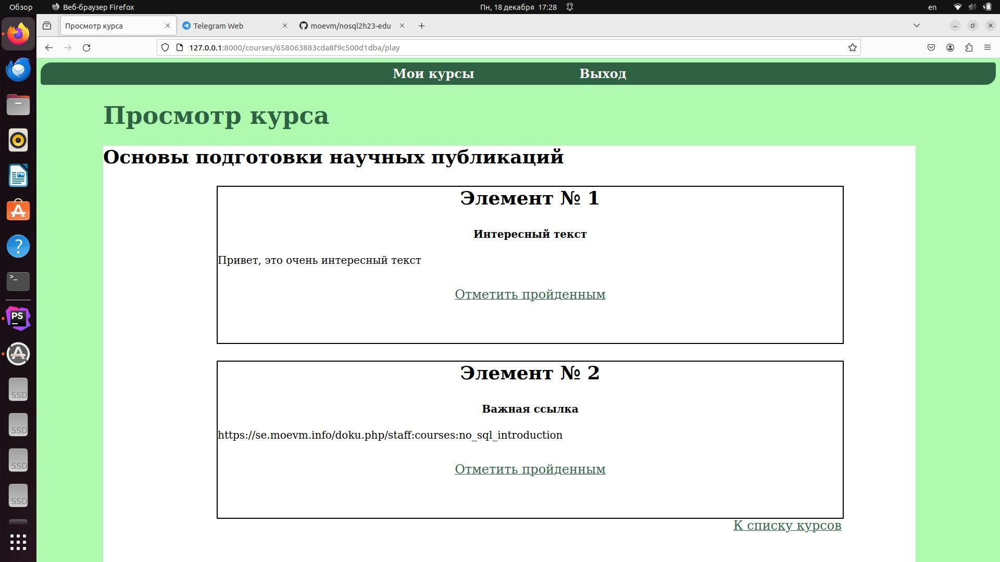 Обзор
Веб-браузер Firefox
Пн, 18 декабря 17:28
en
Просмотр курса
Telegram Web
moevm/nosql2h23-edu
127.0.0.1:8000/courses/658063883cda8f9c500d1dba/play
Мои курсы
Выход
Просмотр курса
Основы подготовки научных публикаций
Элемент № 1
Интересный текст
Привет, это очень интересный текст
Отметить пройденным
Элемент № 2
Важная ссылка
https://se.moevm.info/doku.php/staff:courses:no_sql_introduction
Отметить пройденным
К списку курсов
?
>_
PS
SSD
SSD
SSD
SSD